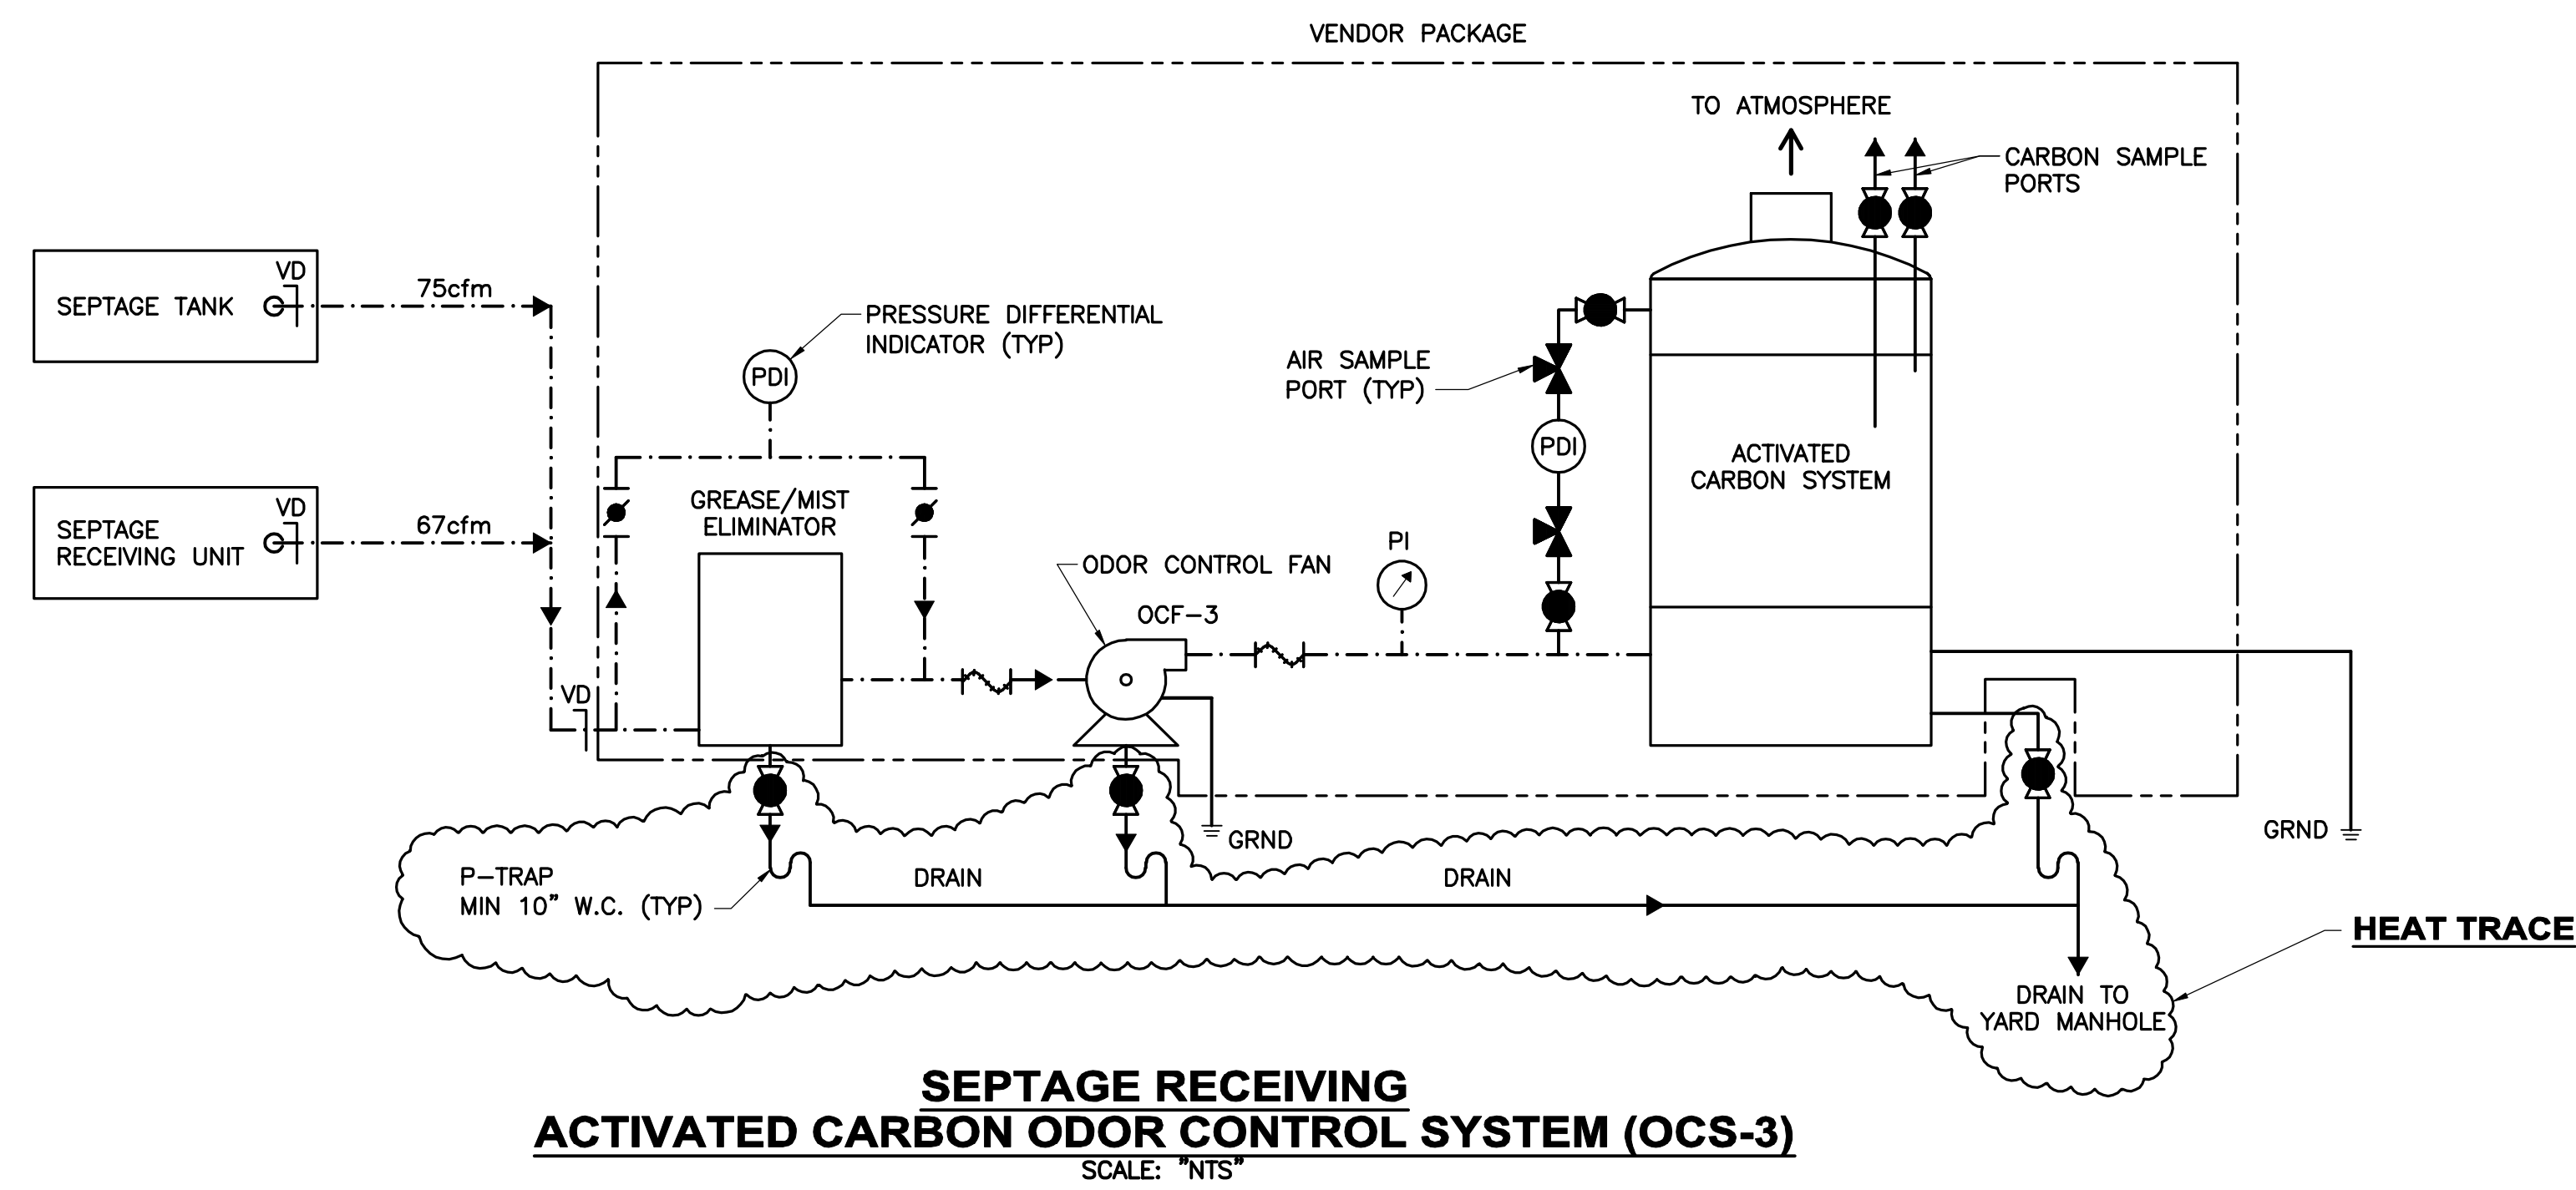 VENDOR PACKAGE
TO ATMOSPHERE
CARBON SAMPLE
PORTS
VD
SEPTAGE TANK
75cfm
PRESSURE DIFFERENTIAL
INDICATOR (TYP)
PDI
AIR SAMPLE
PORT (TYP)
PDI
ACTIVATED
CARBON SYSTEM
VD
SEPTAGE
RECEIVING UNIT
67cfm
GREASE/MIST
ELIMINATOR
PI
ODOR CONTROL FAN
OCF-3
VD
GRND
GRND
P-TRAP
MIN 10" W.C. (TYP)
DRAIN
DRAIN
HEAT TRACE
DRAIN TO
YARD MANHOLE
SEPTAGE RECEIVING
ACTIVATED CARBON ODOR CONTROL SYSTEM (OCS-3)
SCALE: "NTS"